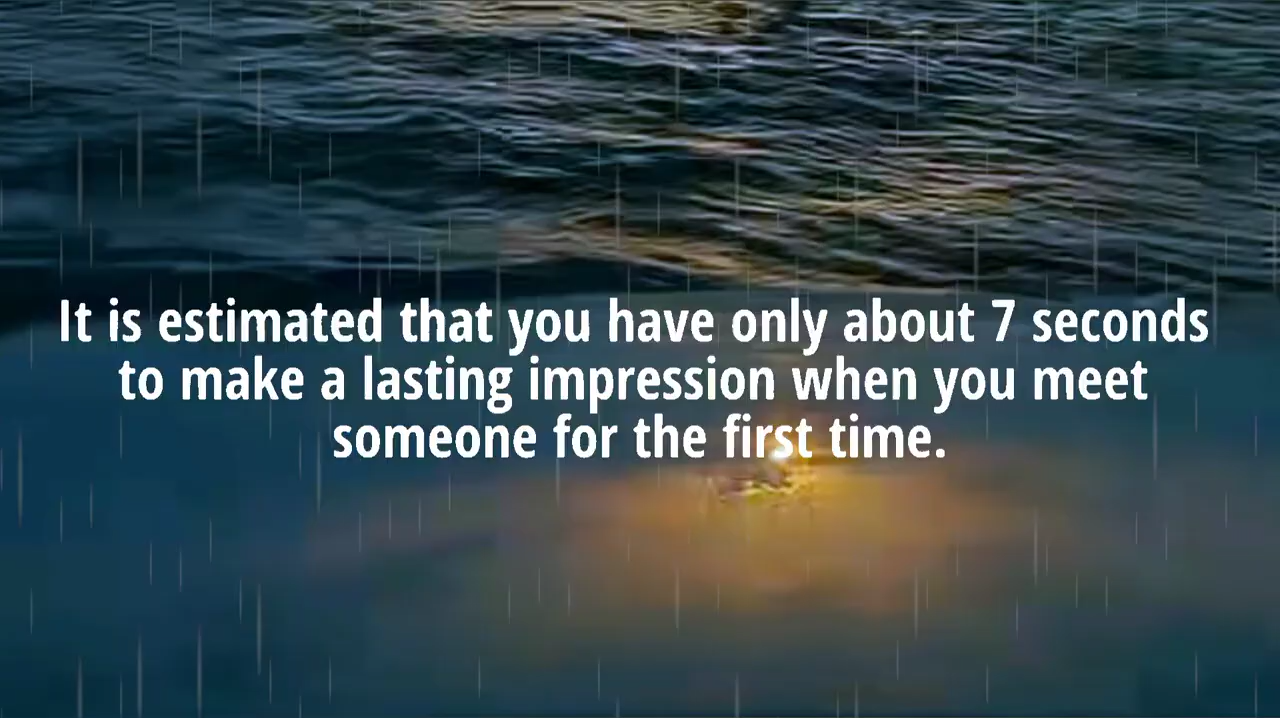 It is estimated that you have only about 7 seconds
to make a lasting impression when you meet
someone for the first time.